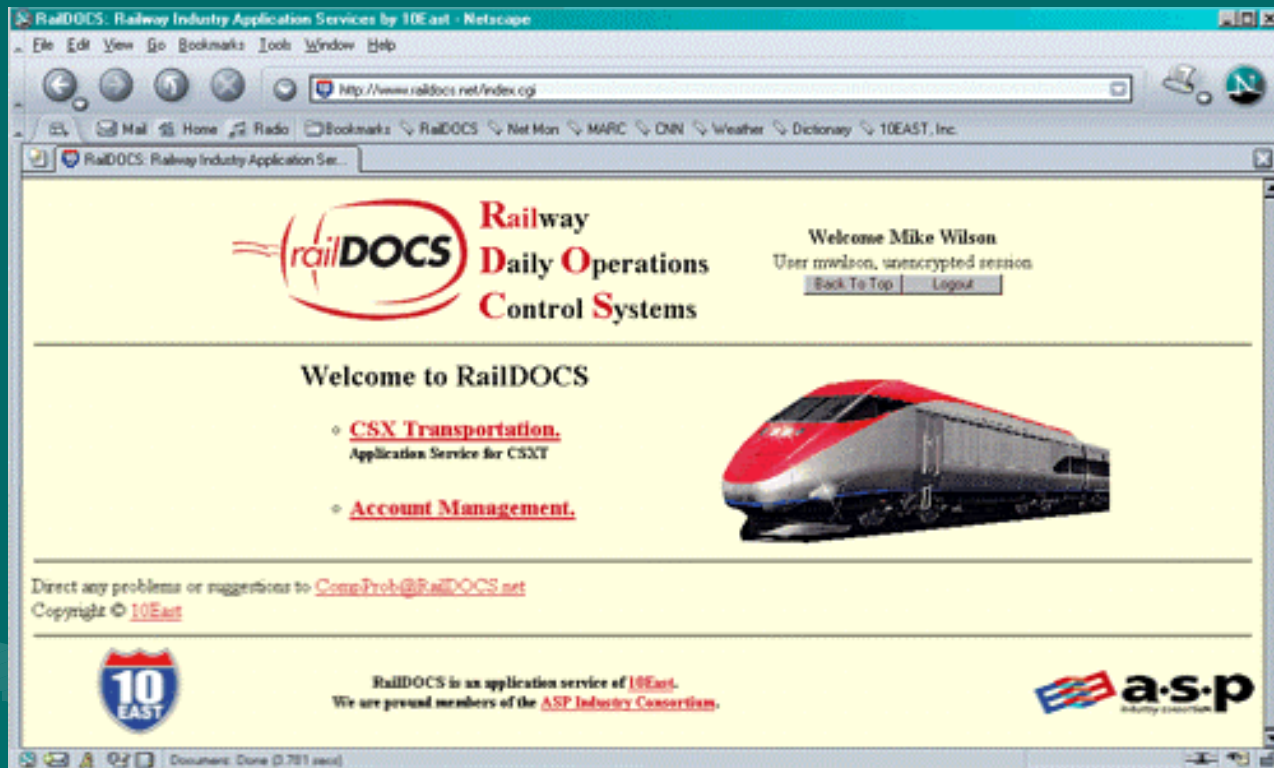 RailDOCS: Railway Industry Application Services by 10East - Netscape
File Edit View Go Bookmarks Tools Window Help
http://www.raildocs.net/index.cgi
N
Mail Home Radio Bookmarks RailDOCS Net Mon MARC CNN Weather Dictionary 10EAST, Inc.
RailDOCS: Railway Industry Application Ser...
railDOCS
Railway
Daily Operations
Control Systems
Welcome Mike Wilson
User mwilson, unencrypted session
Back To Top Logout
Welcome to RailDOCS
CSX Transportation.
Application Service for CSXT
Account Management.
Direct any problems or suggestions to CompProb@RailDOCS.net
Copyright © 10East
10
EAST
RailDOCS is an application service of 10East.
We are pround members of the ASP Industry Consortium.
a·s·p
industry consortium
Document: Done (3.781 secs)